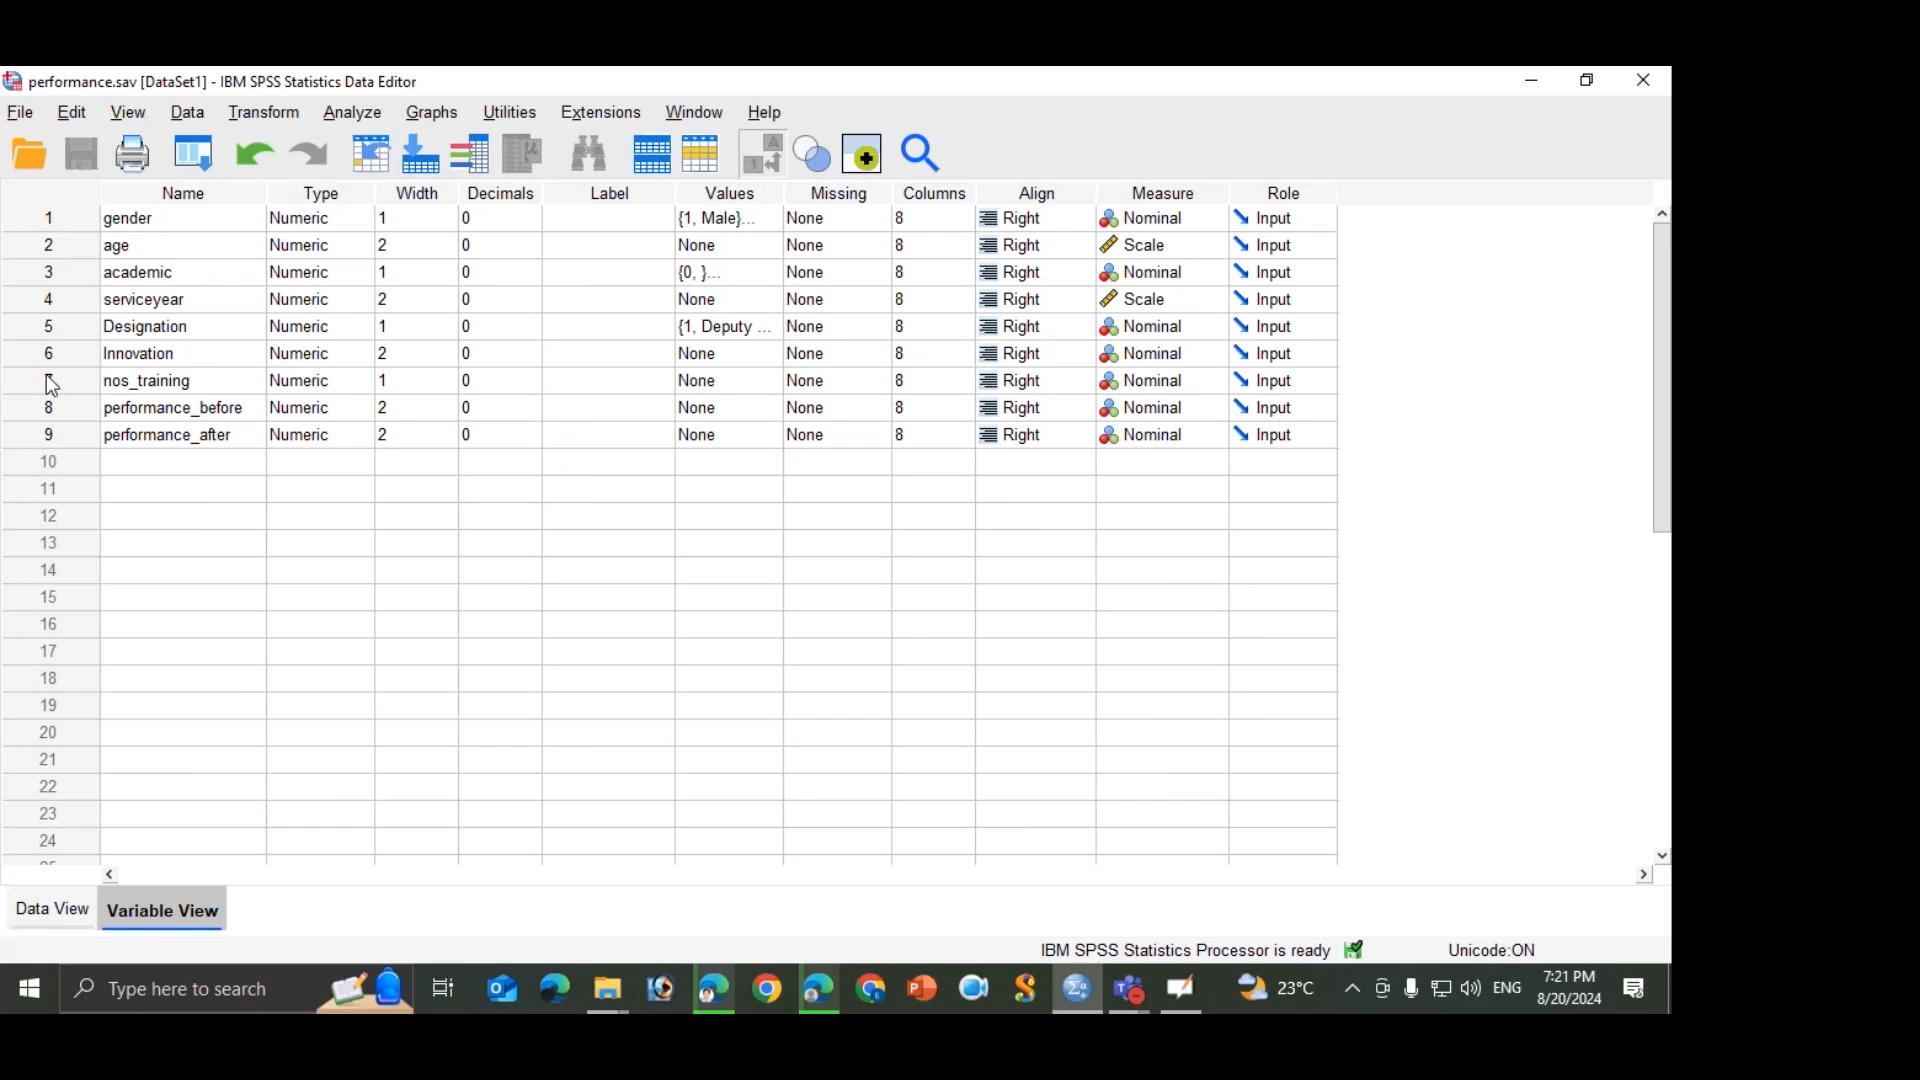 performance.sav [DataSet1] - IBM SPSS Statistics Data Editor
File Edit View Data Transform Analyze Graphs Utilities Extensions Window Help
Name Type Width Decimals Label Values Missing Columns Align Measure Role
1 gender Numeric 1 0 {1, Male}... None 8 Right Nominal Input
2 age Numeric 2 0 None None 8 Right Scale Input
3 academic Numeric 1 0 {0, }... None 8 Right Nominal Input
4 serviceyear Numeric 2 0 None None 8 Right Scale Input
5 Designation Numeric 1 0 {1, Deputy ... None 8 Right Nominal Input
6 Innovation Numeric 2 0 None None 8 Right Nominal Input
nos_training Numeric 1 0 None None 8 Right Nominal Input
8 performance_before Numeric 2 0 None None 8 Right Nominal Input
9 performance_after Numeric 2 0 None None 8 Right Nominal Input
10
11
12
13
14
15
16
17
18
19
20
21
22
23
24
Data View Variable View
IBM SPSS Statistics Processor is ready Unicode:ON
Type here to search 23°C ENG 7:21 PM
8/20/2024